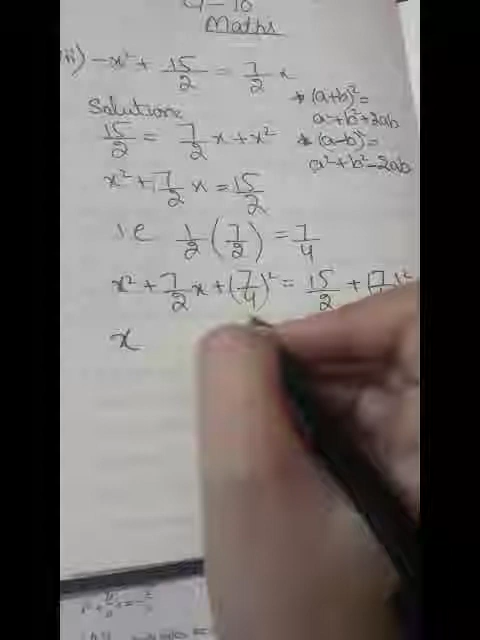 Maths
ii) -x² + 15/2 = 7/2 x
Solution:
15/2 = 7/2 x + x²
x² + 7/2 x = 15/2
i.e 1/2 (7/2) = 7/4
x² + 7/2 x + (7/4)² = 15/2 + (7/4)²
x
* (a+b)² =
a²+b²+2ab
* (a-b)² =
a²+b²-2ab